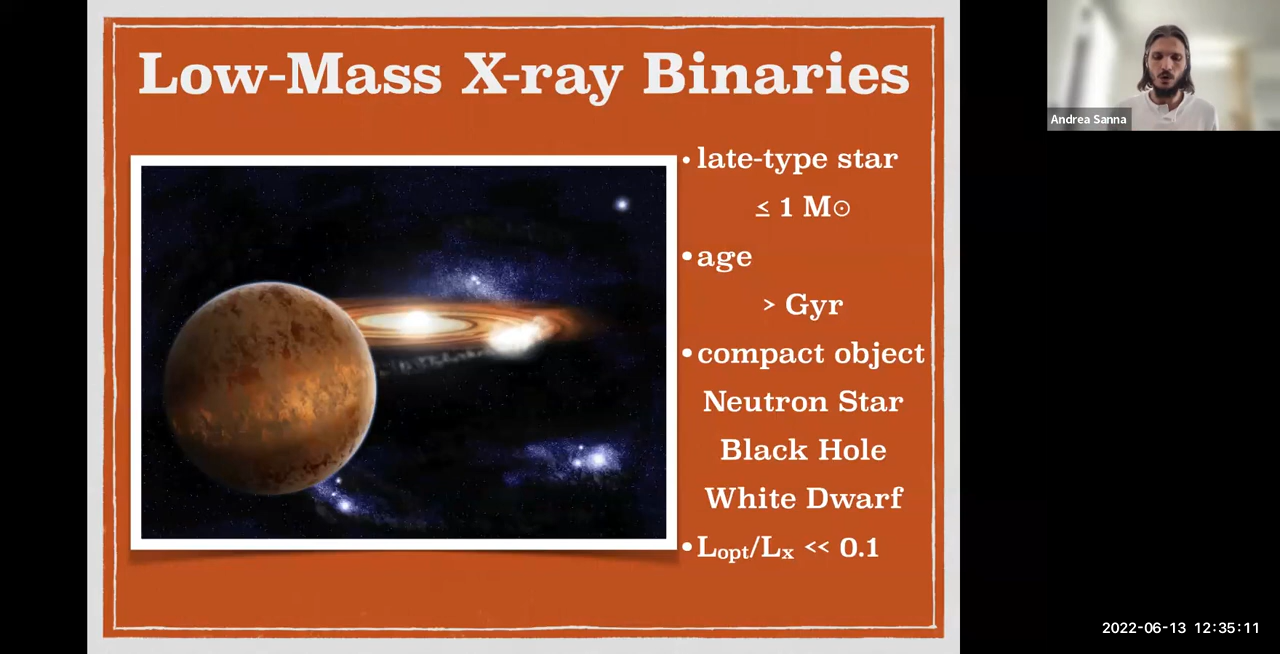 Low-Mass X-ray Binaries
Andrea Sanna
• late-type star
≤ 1 M⊙
• age
> Gyr
• compact object
Neutron Star
Black Hole
White Dwarf
• Lopt/Lx << 0.1
2022-06-13 12:35:11